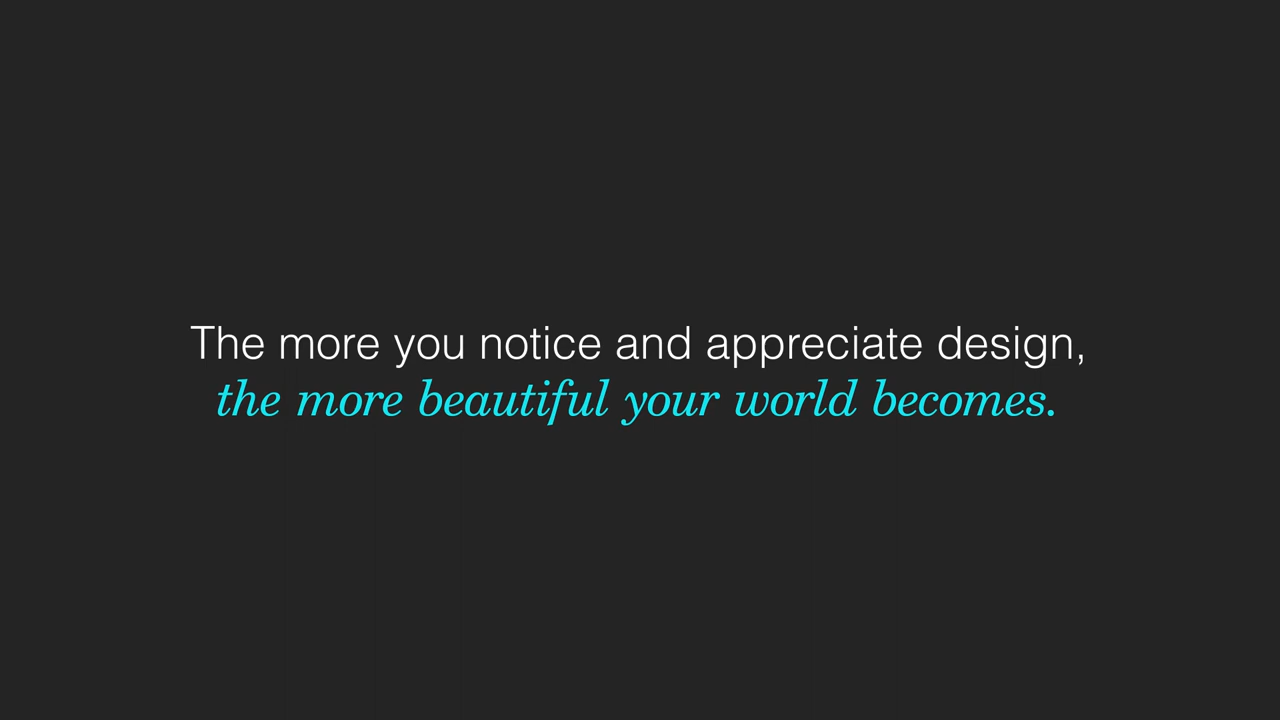 The more you notice and appreciate design,
the more beautiful your world becomes.